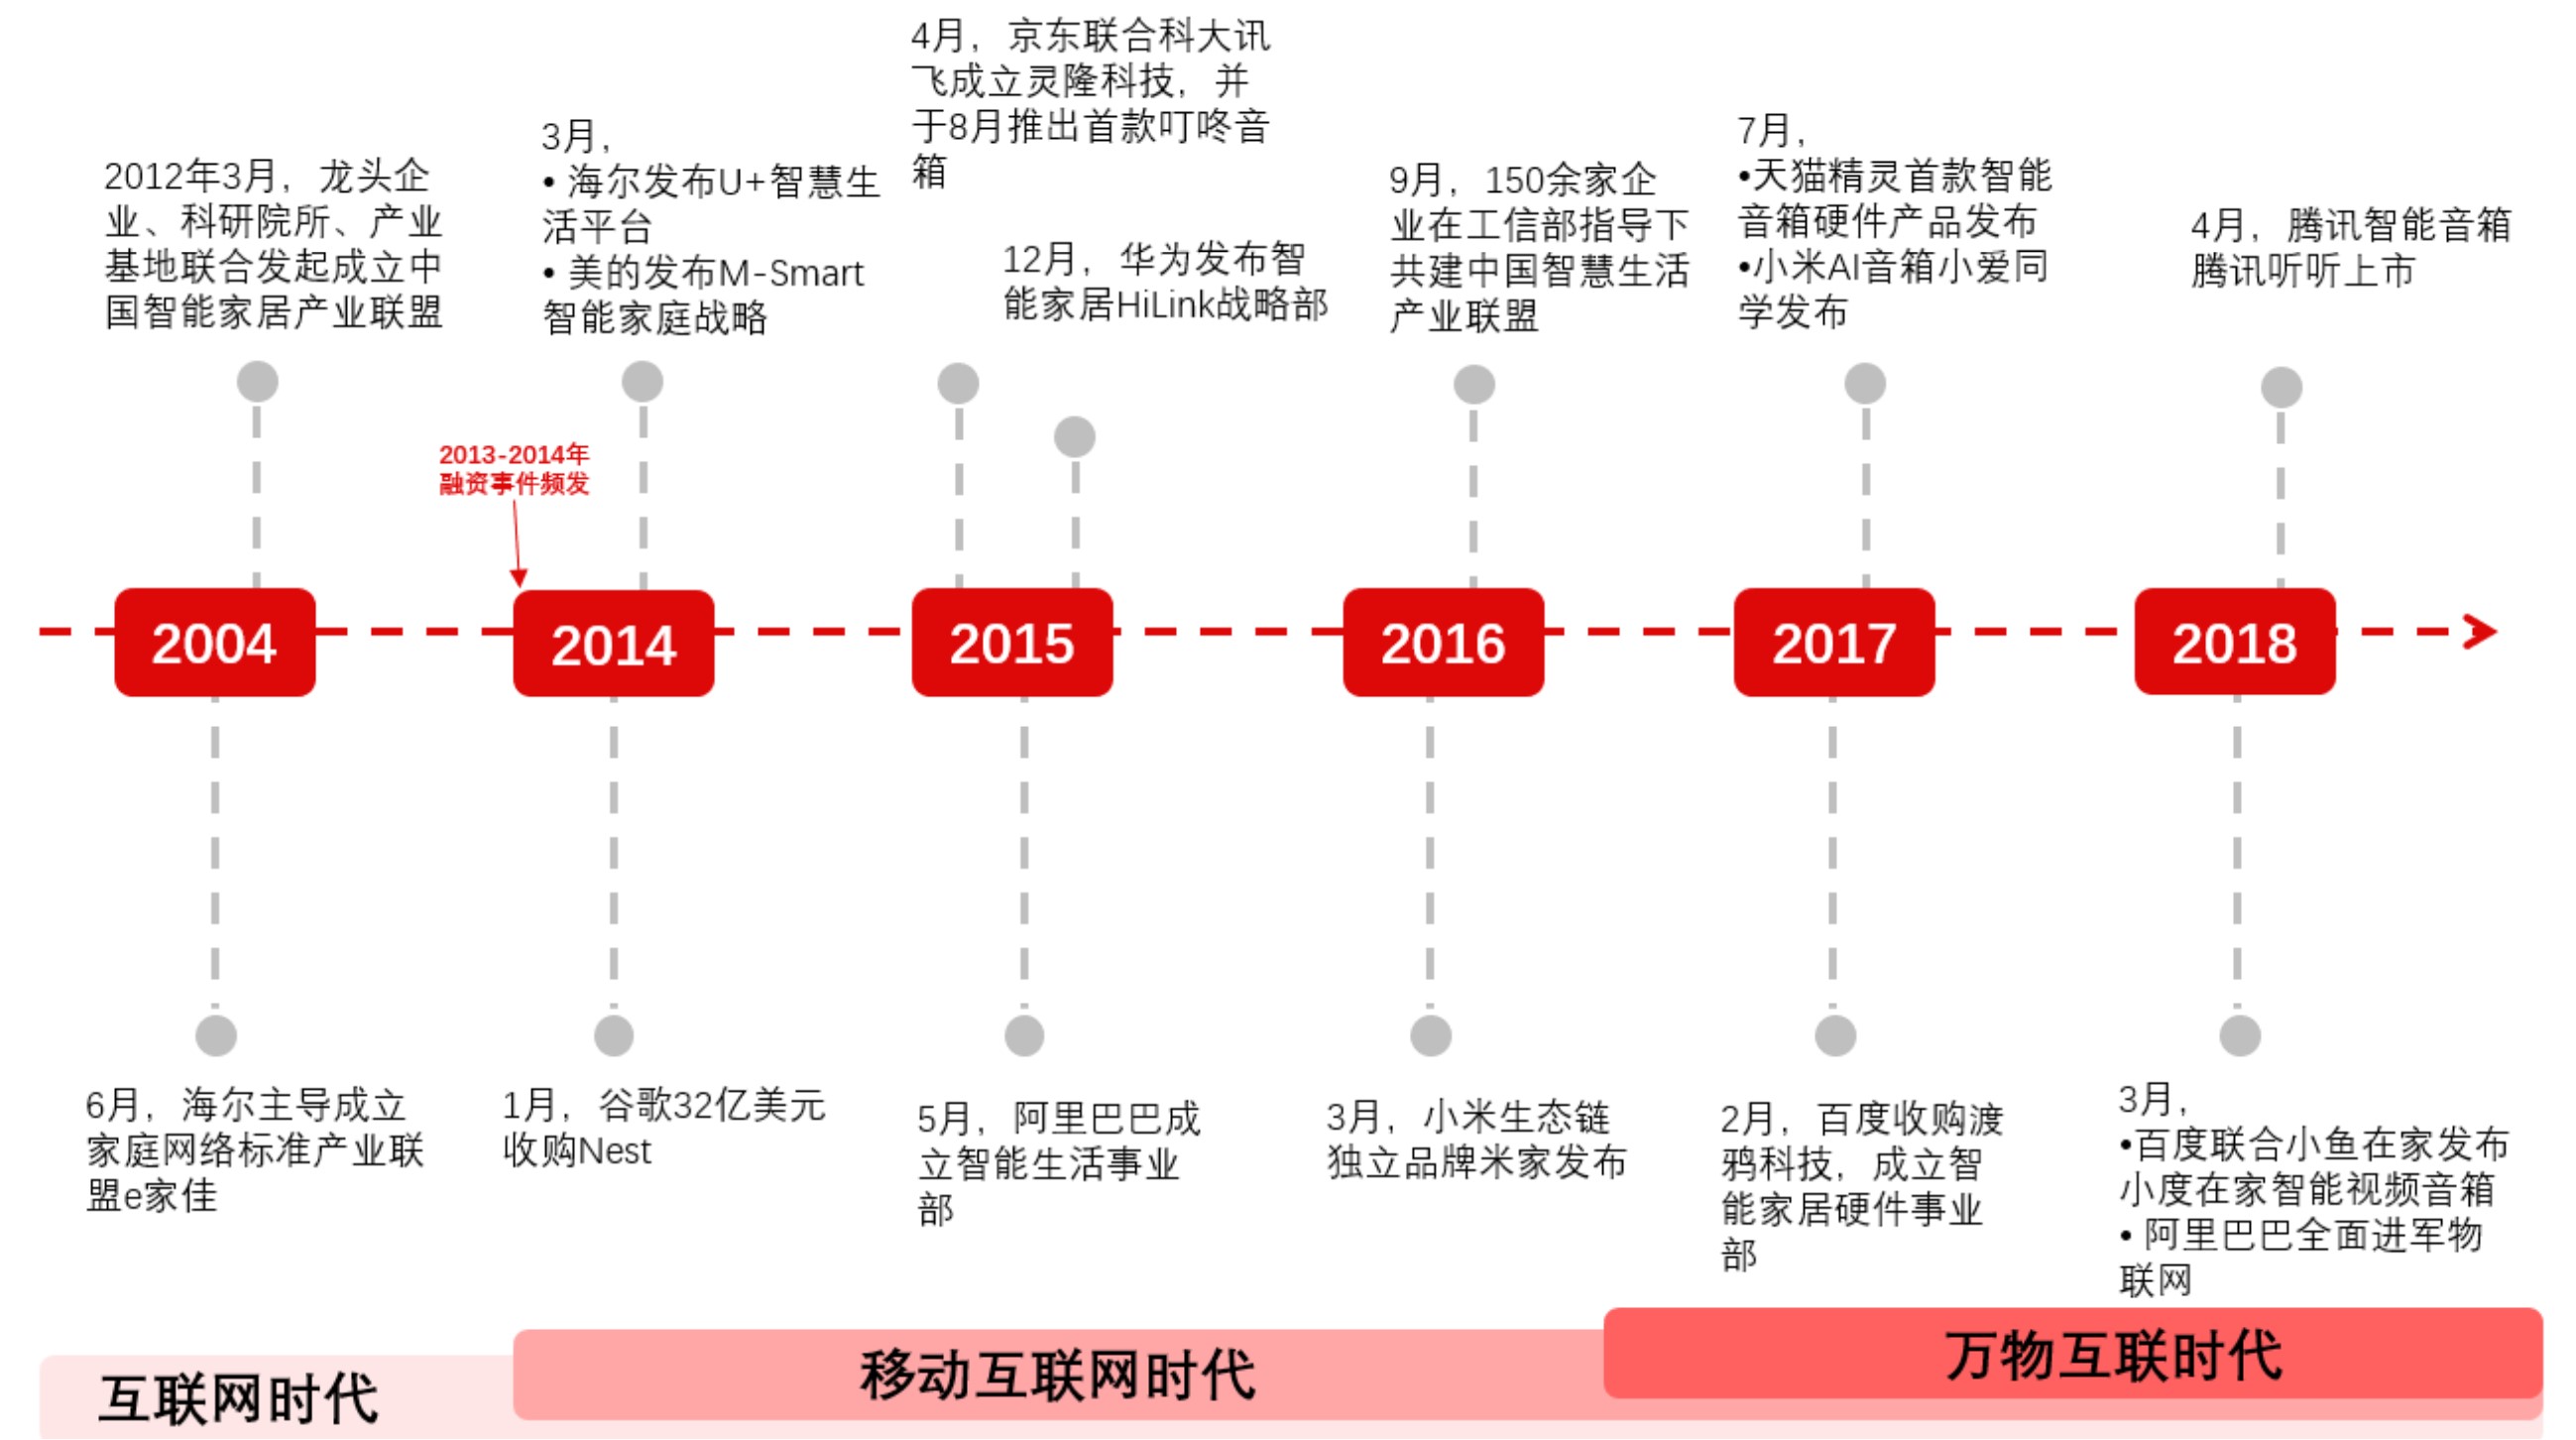 4月，京东联合科大讯
飞成立灵隆科技，并
于8月推出首款叮咚音
箱
2012年3月，龙头企
业、科研院所、产业
基地联合发起成立中
国智能家居产业联盟
3月，
• 海尔发布U+智慧生
活平台
• 美的发布M-Smart
智能家庭战略
12月，华为发布智
能家居HiLink战略部
9月，150余家企
业在工信部指导下
共建中国智慧生活
产业联盟
7月，
•天猫精灵首款智能
音箱硬件产品发布
•小米AI音箱小爱同
学发布
4月，腾讯智能音箱
腾讯听听上市
2013-2014年
融资事件频发
2004
2014
2015
2016
2017
2018
6月，海尔主导成立
家庭网络标准产业联
盟e家佳
1月，谷歌32亿美元
收购Nest
5月，阿里巴巴成
立智能生活事业
部
3月，小米生态链
独立品牌米家发布
2月，百度收购渡
鸦科技，成立智
能家居硬件事业
部
3月，
•百度联合小鱼在家发布
小度在家智能视频音箱
• 阿里巴巴全面进军物
联网
互联网时代
移动互联网时代
万物互联时代